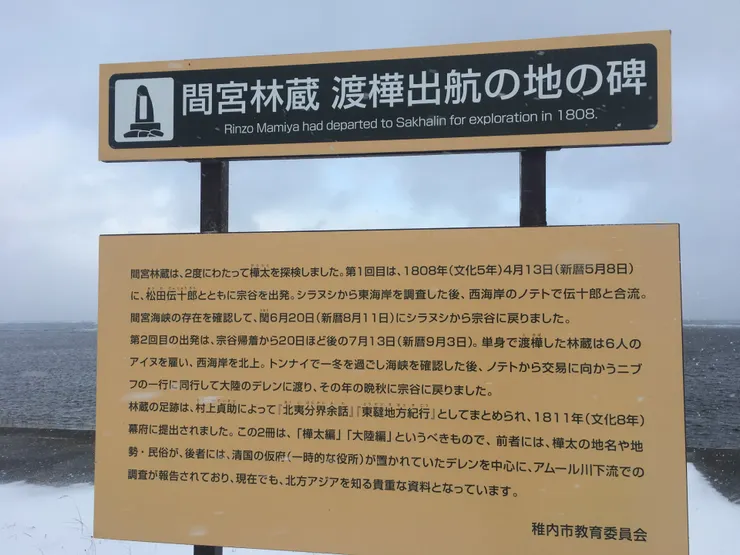 間宮林蔵 渡樺出航の地の碑
Rinzo Mamiya had departed to Sakhalin for exploration in 1808.
間宮林蔵は、2度にわたって樺太を探検しました。第1回目は、1808年(文化5年)4月13日(新暦5月8日)
に、松田伝十郎とともに宗谷を出発。シラヌシから東海岸を調査した後、西海岸のノテトで伝十郎と合流。
間宮海峡の存在を確認して、閏6月20日(新暦8月11日)にシラヌシから宗谷に戻りました。
第2回目の出発は、宗谷帰着から20日ほど後の7月13日(新暦9月3日)。単身で渡樺した林蔵は6人の
アイヌを雇い、西海岸を北上。トンナイで一冬を過ごし海峡を確認した後、ノテトから交易に向かうニブ
フの一行に同行して大陸のデレンに渡り、その年の晩秋に宗谷に戻りました。
林蔵の足跡は、村上貞助によって『北夷分界余話』『東韃地方紀行』としてまとめられ、1811年(文化8年)
幕府に提出されました。この2冊は、「樺太編」「大陸編」というべきもので、前者には、樺太の地名や地
勢・民俗が、後者には、清国の仮府(一時的な役所)が置かれていたデレンを中心に、アムール川下流での
調査が報告されており、現在でも、北方アジアを知る貴重な資料となっています。
稚内市教育委員会